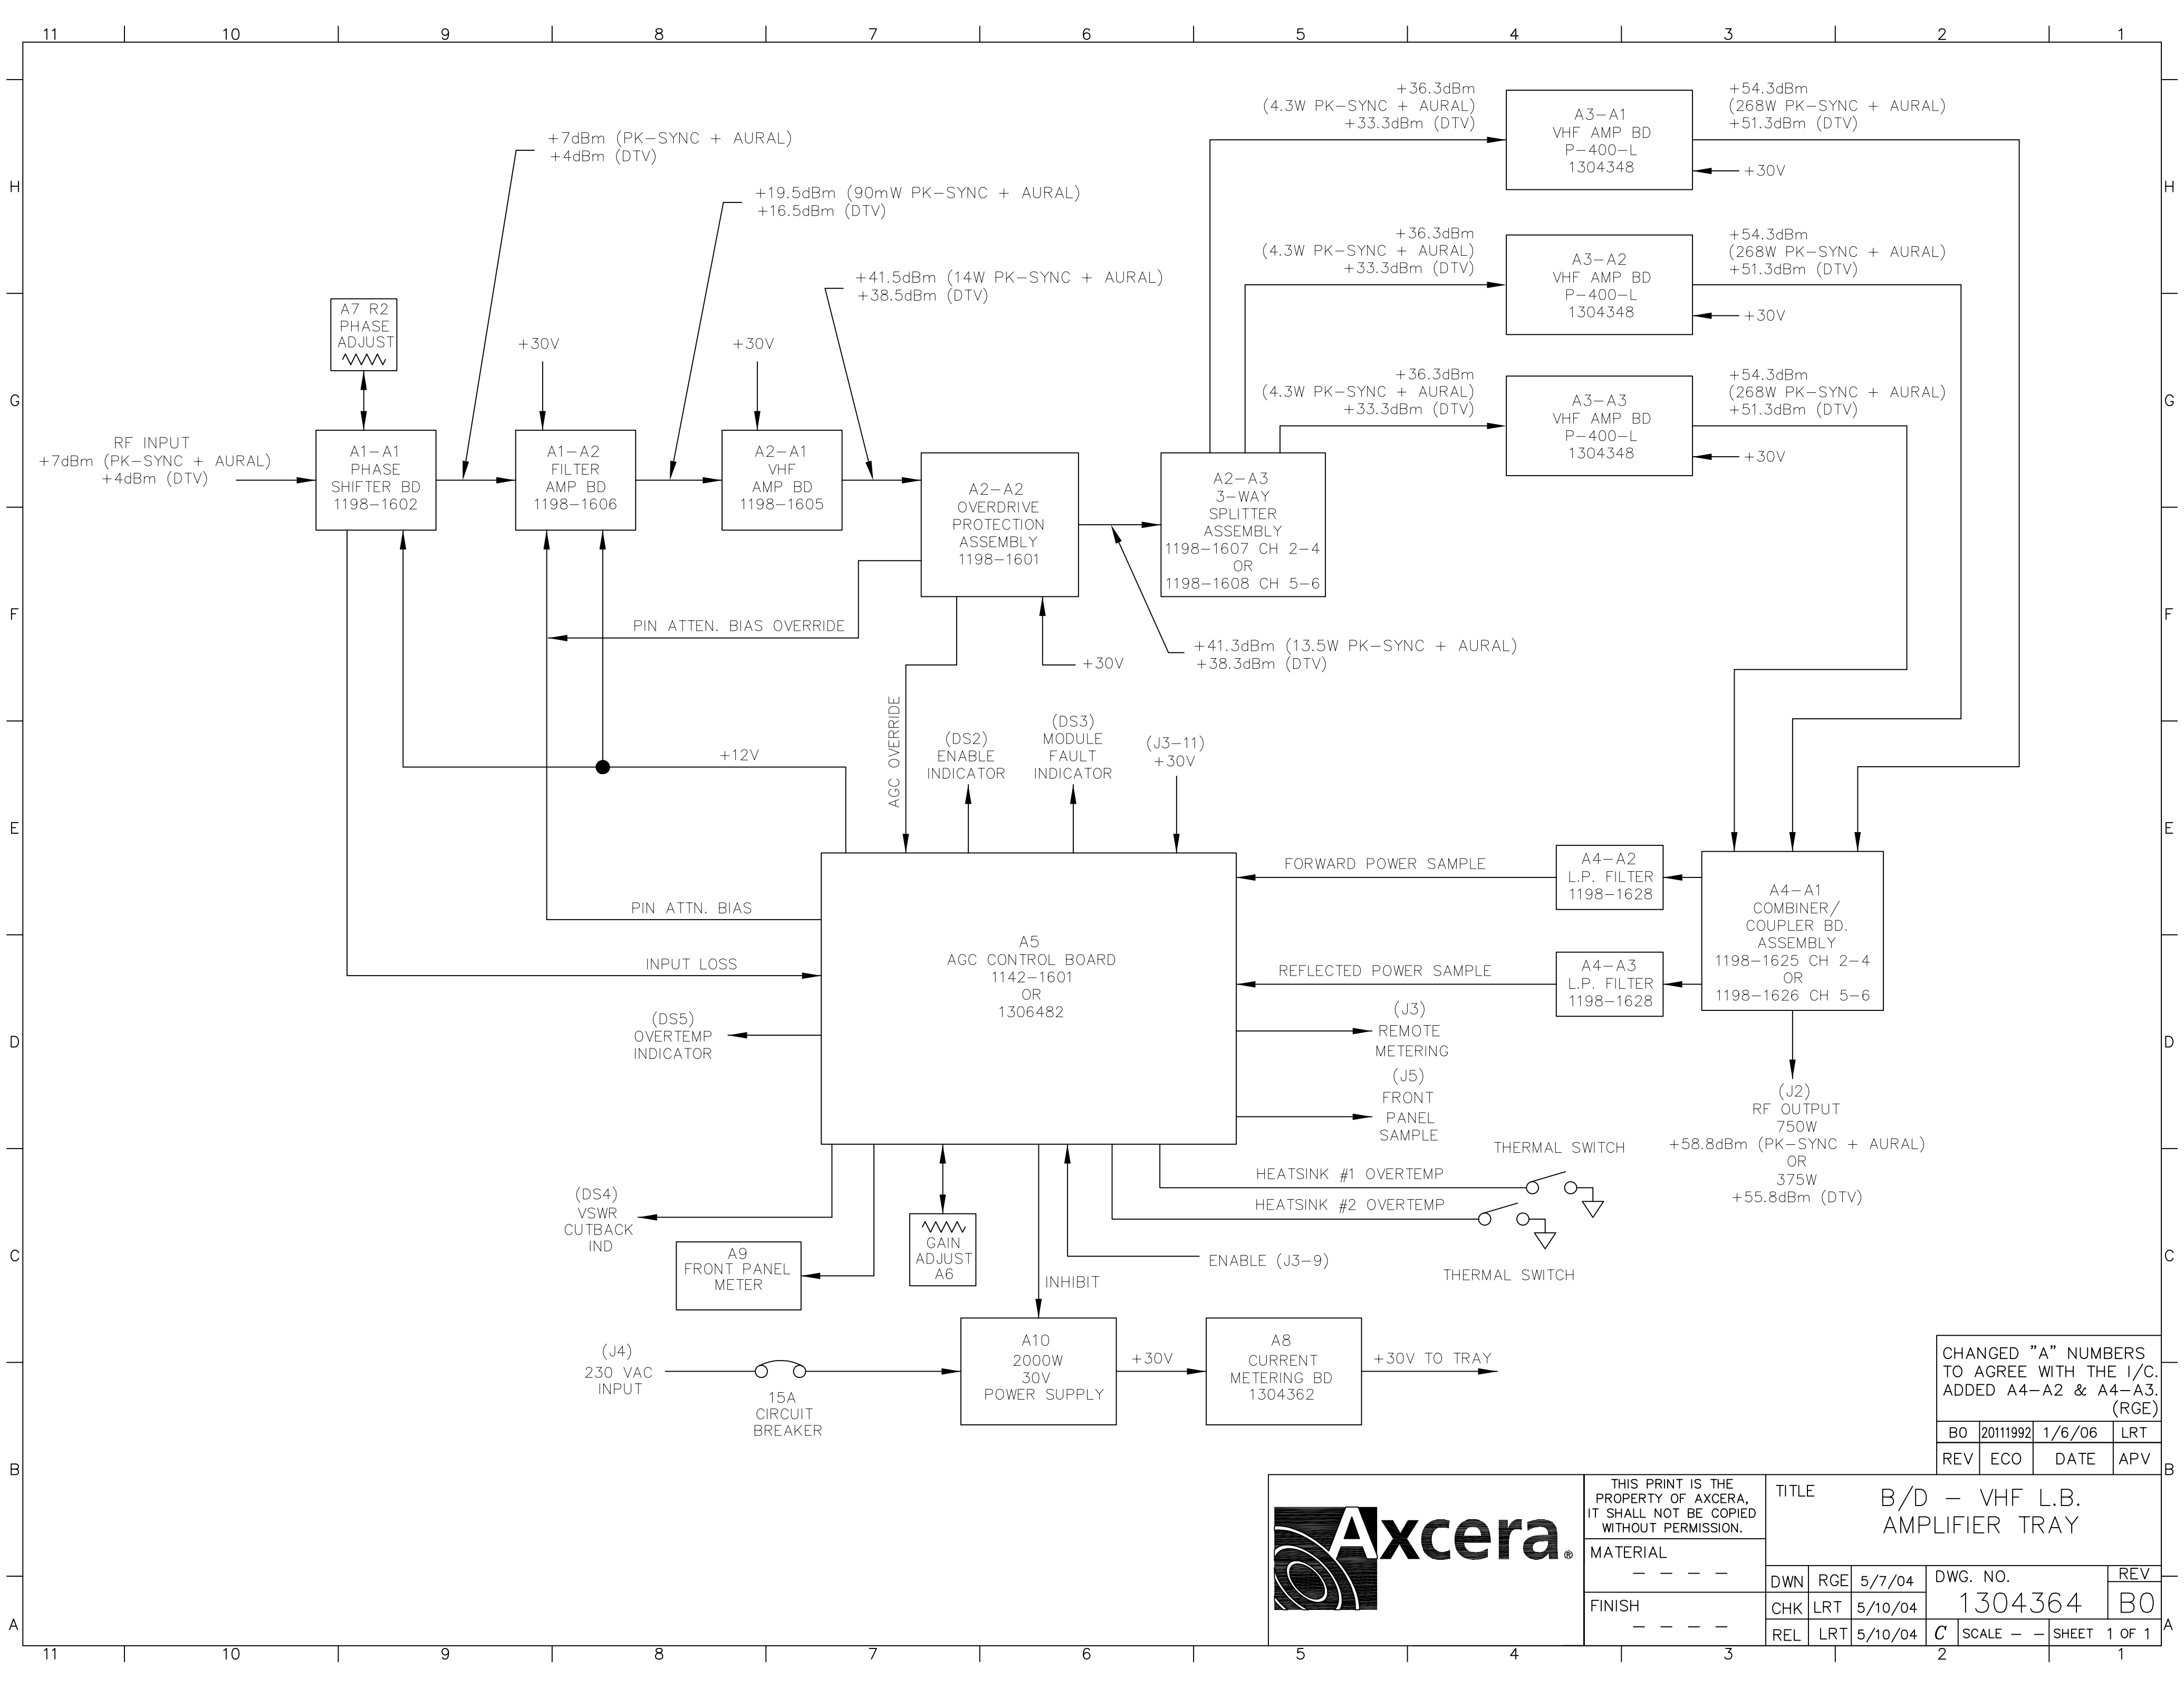 11 10 9 8 7 6 5 4 3 2 1
H
G
F
E
D
C
B
A
+7dBm (PK-SYNC + AURAL)
+4dBm (DTV)
+19.5dBm (90mW PK-SYNC + AURAL)
+16.5dBm (DTV)
+41.5dBm (14W PK-SYNC + AURAL)
+38.5dBm (DTV)
+36.3dBm
(4.3W PK-SYNC + AURAL)
+33.3dBm (DTV)
A3-A1
VHF AMP BD
P-400-L
1304348
+54.3dBm
(268W PK-SYNC + AURAL)
+51.3dBm (DTV)
+30V
+36.3dBm
(4.3W PK-SYNC + AURAL)
+33.3dBm (DTV)
A3-A2
VHF AMP BD
P-400-L
1304348
+54.3dBm
(268W PK-SYNC + AURAL)
+51.3dBm (DTV)
+30V
+36.3dBm
(4.3W PK-SYNC + AURAL)
+33.3dBm (DTV)
A3-A3
VHF AMP BD
P-400-L
1304348
+54.3dBm
(268W PK-SYNC + AURAL)
+51.3dBm (DTV)
+30V
A7 R2
PHASE
ADJUST
+30V
+30V
RF INPUT
+7dBm (PK-SYNC + AURAL)
+4dBm (DTV)
A1-A1
PHASE
SHIFTER BD
1198-1602
A1-A2
FILTER
AMP BD
1198-1606
A2-A1
VHF
AMP BD
1198-1605
A2-A2
OVERDRIVE
PROTECTION
ASSEMBLY
1198-1601
A2-A3
3-WAY
SPLITTER
ASSEMBLY
1198-1607 CH 2-4
OR
1198-1608 CH 5-6
PIN ATTEN. BIAS OVERRIDE
+30V
+41.3dBm (13.5W PK-SYNC + AURAL)
+38.3dBm (DTV)
AGC OVERRIDE
+12V
(DS2)
ENABLE
INDICATOR
(DS3)
MODULE
FAULT
INDICATOR
(J3-11)
+30V
FORWARD POWER SAMPLE
A4-A2
L.P. FILTER
1198-1628
A4-A1
COMBINER/
COUPLER BD.
ASSEMBLY
1198-1625 CH 2-4
OR
1198-1626 CH 5-6
PIN ATTN. BIAS
INPUT LOSS
A5
AGC CONTROL BOARD
1142-1601
OR
1306482
REFLECTED POWER SAMPLE
A4-A3
L.P. FILTER
1198-1628
(DS5)
OVERTEMP
INDICATOR
(J3)
REMOTE
METERING
(J5)
FRONT
PANEL
SAMPLE
(J2)
RF OUTPUT
750W
+58.8dBm (PK-SYNC + AURAL)
OR
375W
+55.8dBm (DTV)
THERMAL SWITCH
HEATSINK #1 OVERTEMP
HEATSINK #2 OVERTEMP
THERMAL SWITCH
(DS4)
VSWR
CUTBACK
IND
A9
FRONT PANEL
METER
GAIN
ADJUST
A6
INHIBIT
ENABLE (J3-9)
(J4)
230 VAC
INPUT
15A
CIRCUIT
BREAKER
A10
2000W
30V
POWER SUPPLY
+30V
A8
CURRENT
METERING BD
1304362
+30V TO TRAY
CHANGED "A" NUMBERS
TO AGREE WITH THE I/C.
ADDED A4-A2 & A4-A3.
(RGE)
B0 20111992 1/6/06 LRT
REV ECO DATE APV
Axcera®
THIS PRINT IS THE
PROPERTY OF AXCERA,
IT SHALL NOT BE COPIED
WITHOUT PERMISSION.
MATERIAL
- - - -
FINISH
- - - -
TITLE
B/D - VHF L.B.
AMPLIFIER TRAY
DWN RGE 5/7/04
CHK LRT 5/10/04
REL LRT 5/10/04
DWG. NO.
1304364
REV
B0
C SCALE - - SHEET 1 OF 1
H
G
F
E
D
C
B
A
11 10 9 8 7 6 5 4 3 2 1